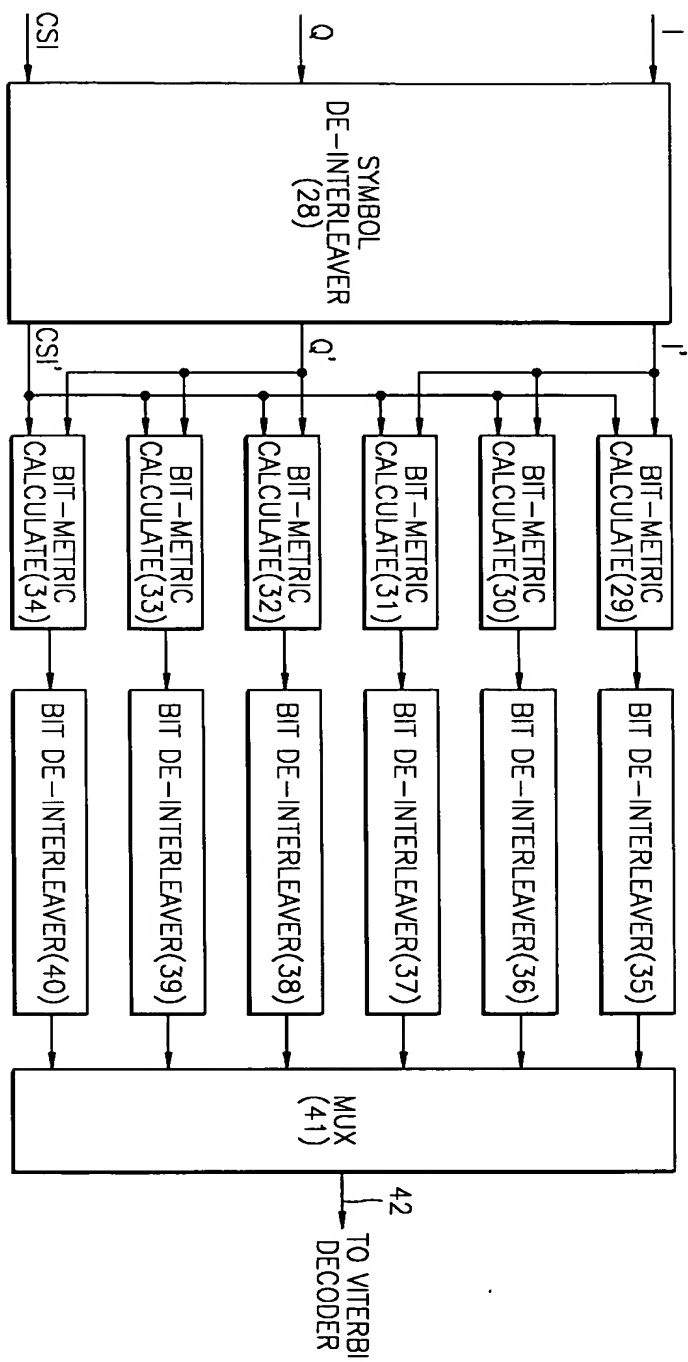 I
Q
CSI
SYMBOL
DE-INTERLEAVER
(28)
I'
Q'
CSI'
BIT-METRIC
CALCULATE(29)
BIT-METRIC
CALCULATE(30)
BIT-METRIC
CALCULATE(31)
BIT-METRIC
CALCULATE(32)
BIT-METRIC
CALCULATE(33)
BIT-METRIC
CALCULATE(34)
BIT DE-INTERLEAVER(35)
BIT DE-INTERLEAVER(36)
BIT DE-INTERLEAVER(37)
BIT DE-INTERLEAVER(38)
BIT DE-INTERLEAVER(39)
BIT DE-INTERLEAVER(40)
MUX
(41)
42
TO VITERBI
DECODER